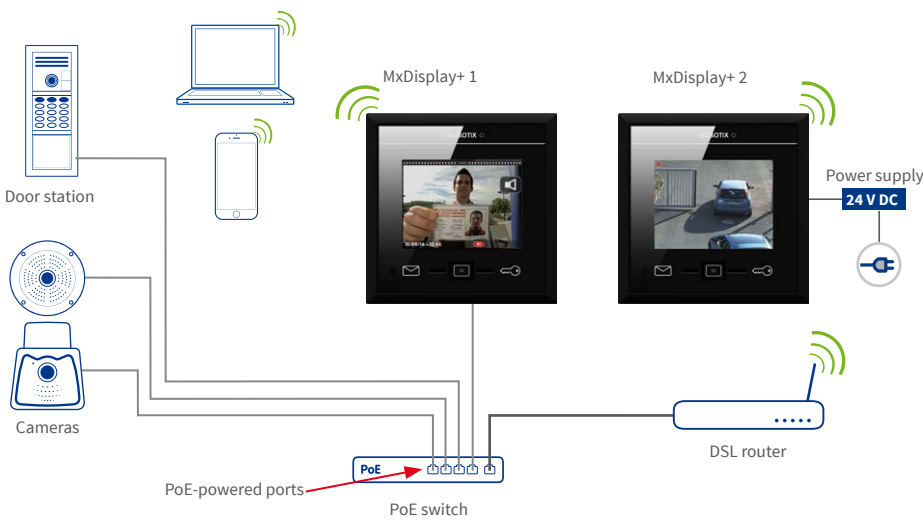 MxDisplay+ 1
MxDisplay+ 2
Door station
Power supply
24 V DC
Cameras
DSL router
PoE
PoE-powered ports
PoE switch